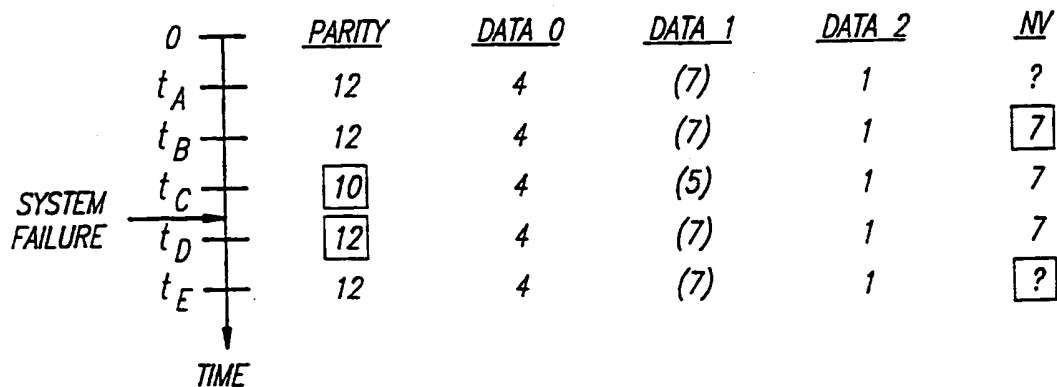 0 PARITY DATA 0 DATA 1 DATA 2 NV
tA 12 4 (7) 1 ?
tB 12 4 (7) 1 7
tC 10 4 (5) 1 7
SYSTEM
FAILURE
tD 12 4 (7) 1 7
tE 12 4 (7) 1 ?
TIME